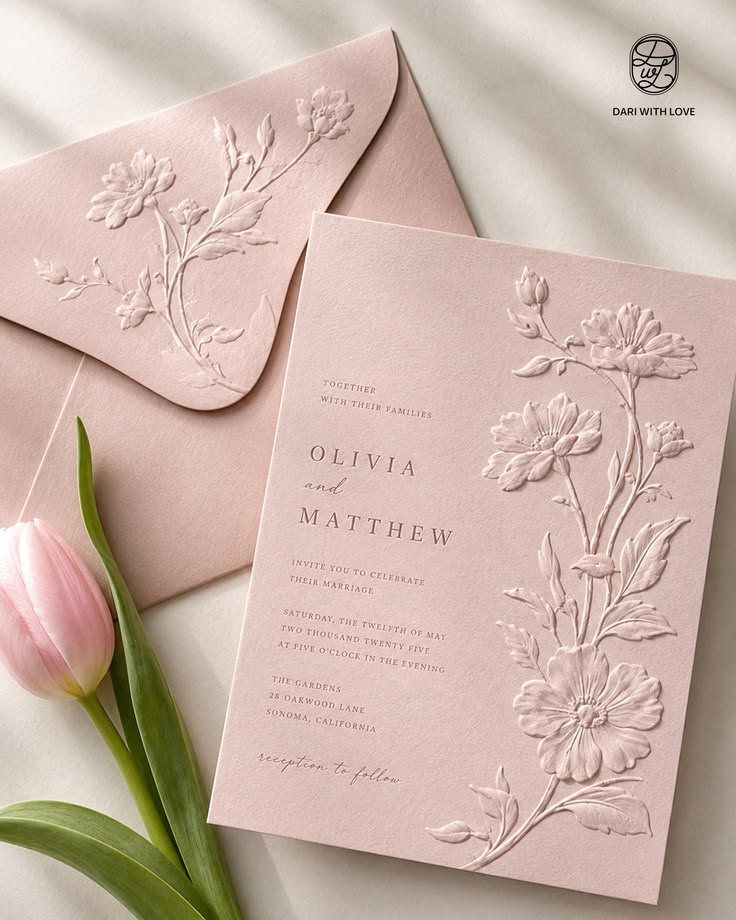 DARI WITH LOVE
TOGETHER
WITH THEIR FAMILIES
OLIVIA
and
MATTHEW
INVITE YOU TO CELEBRATE
THEIR MARRIAGE
SATURDAY, THE TWELFTH OF MAY
TWO THOUSAND TWENTY FIVE
AT FIVE O'CLOCK IN THE EVENING
THE GARDENS
28 OAKWOOD LANE
SONOMA, CALIFORNIA
reception to follow